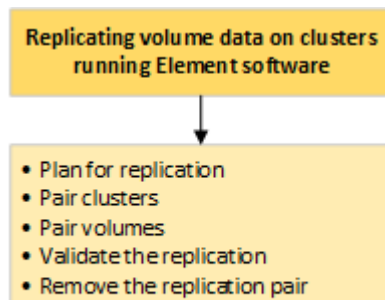 Replicating volume data on clusters
running Element software
• Plan for replication
• Pair clusters
• Pair volumes
• Validate the replication
• Remove the replication pair